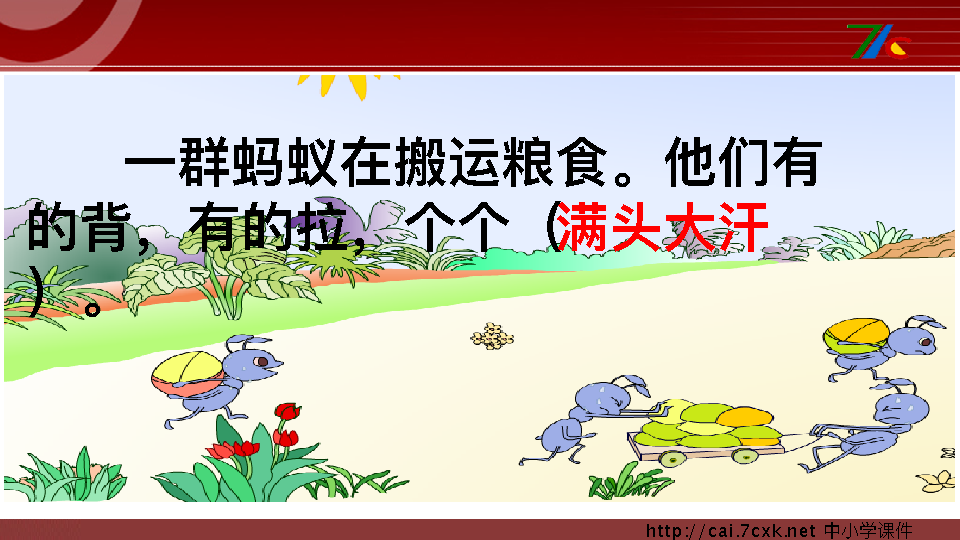 一群蚂蚁在搬运粮食。他们有
的背，有的拉，个个（满头大汗
）。
http://cai.7cxk.net 中小学课件